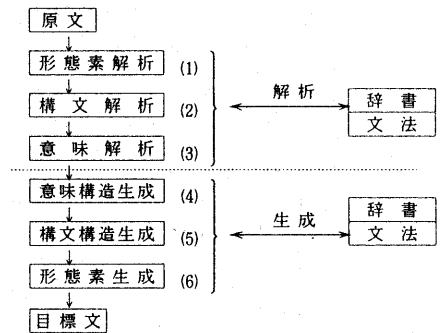 原文
形態素解析 (1)
構文解析 (2)
意味解析 (3)
解析
辞書
文法
意味構造生成 (4)
構文構造生成 (5)
形態素生成 (6)
生成
辞書
文法
目標文